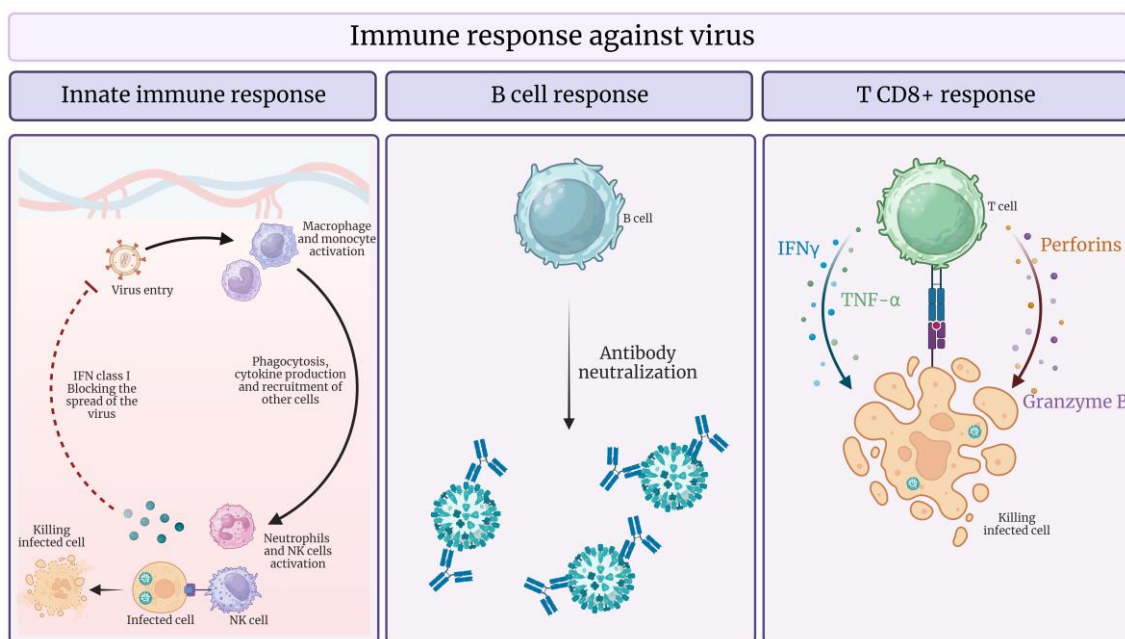 Immune response against virus
Innate immune response
B cell response
T CD8+ response
Macrophage
and monocyte
activation
Virus entry
Phagocytosis,
cytokine production
and recruitment of
other cells
IFN class I
Blocking the
spread of the
virus
Killing
infected cell
Neutrophils
and NK cells
activation
Infected cell
NK cell
B cell
Antibody
neutralization
T cell
IFNγ
Perforins
TNF-α
Granzyme B
Killing
infected cell